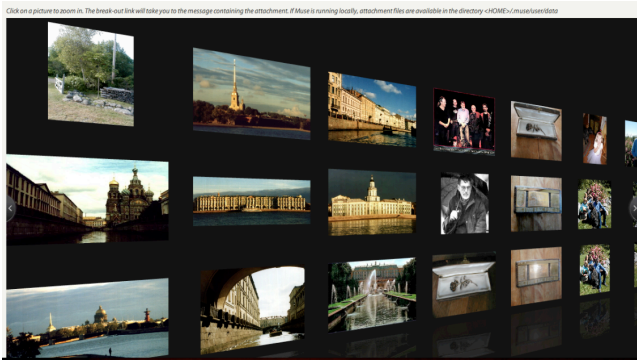 Click on a picture to zoom in. The break-out link will take you to the message containing the attachment. If Muse is running locally, attachment files are available in the directory <HOME>/.muse/user/data